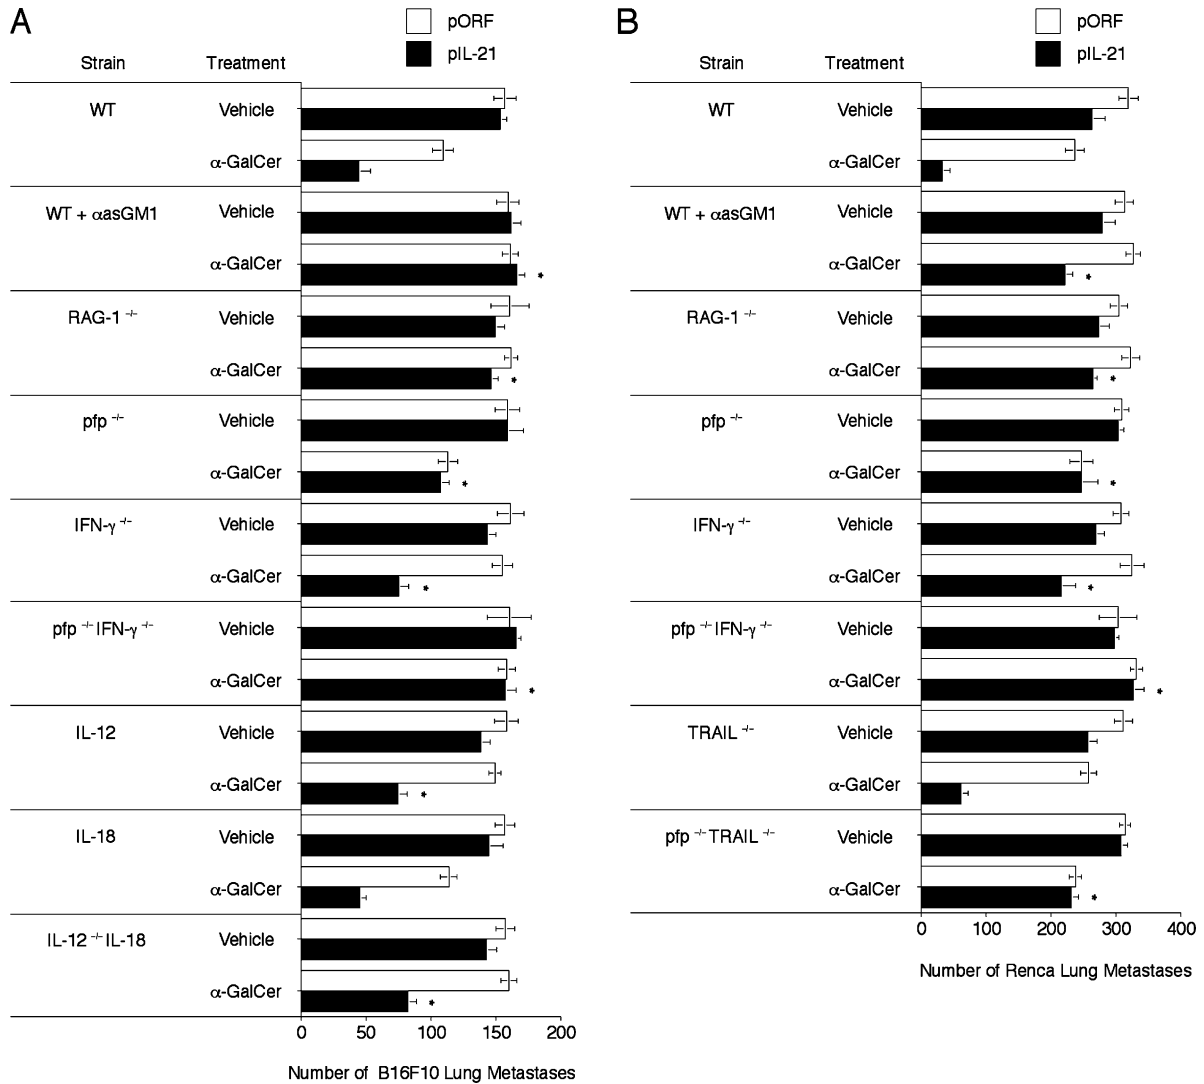 A
pORF
pIL-21
Strain Treatment
WT Vehicle
α-GalCer
WT + αasGM1 Vehicle
α-GalCer
*
RAG-1 -/- Vehicle
α-GalCer
*
pfp -/- Vehicle
α-GalCer
*
IFN-γ -/- Vehicle
α-GalCer
*
pfp -/- IFN-γ -/- Vehicle
α-GalCer
*
IL-12 Vehicle
α-GalCer
*
IL-18 Vehicle
α-GalCer
IL-12 -/- IL-18 Vehicle
α-GalCer
*
0 50 100 150 200
Number of B16F10 Lung Metastases
B
pORF
pIL-21
Strain Treatment
WT Vehicle
α-GalCer
WT + αasGM1 Vehicle
α-GalCer
*
RAG-1 -/- Vehicle
α-GalCer
*
pfp -/- Vehicle
α-GalCer
*
IFN-γ -/- Vehicle
α-GalCer
*
pfp -/- IFN-γ -/- Vehicle
α-GalCer
*
TRAIL -/- Vehicle
α-GalCer
pfp -/- TRAIL -/- Vehicle
α-GalCer
*
0 100 200 300 400
Number of Renca Lung Metastases